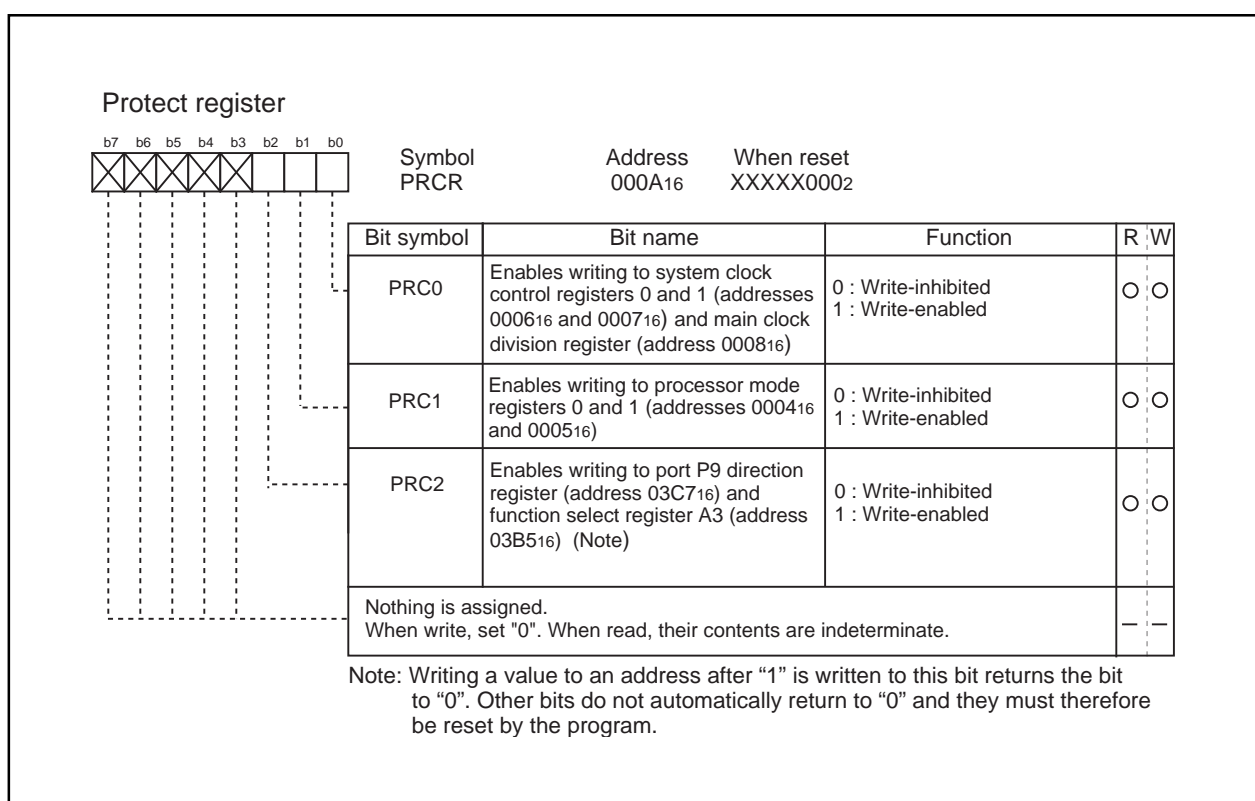 Protect register
b7 b6 b5 b4 b3 b2 b1 b0
Symbol Address When reset
PRCR 000A16 XXXXX0002
Bit symbol Bit name Function R W
PRC0 Enables writing to system clock control registers 0 and 1 (addresses 000616 and 000716) and main clock division register (address 000816) 0 : Write-inhibited 1 : Write-enabled O O
PRC1 Enables writing to processor mode registers 0 and 1 (addresses 000416 and 000516) 0 : Write-inhibited 1 : Write-enabled O O
PRC2 Enables writing to port P9 direction register (address 03C716) and function select register A3 (address 03B516) (Note) 0 : Write-inhibited 1 : Write-enabled O O
Nothing is assigned.
When write, set "0". When read, their contents are indeterminate. – –
Note: Writing a value to an address after “1” is written to this bit returns the bit
to “0”. Other bits do not automatically return to “0” and they must therefore
be reset by the program.